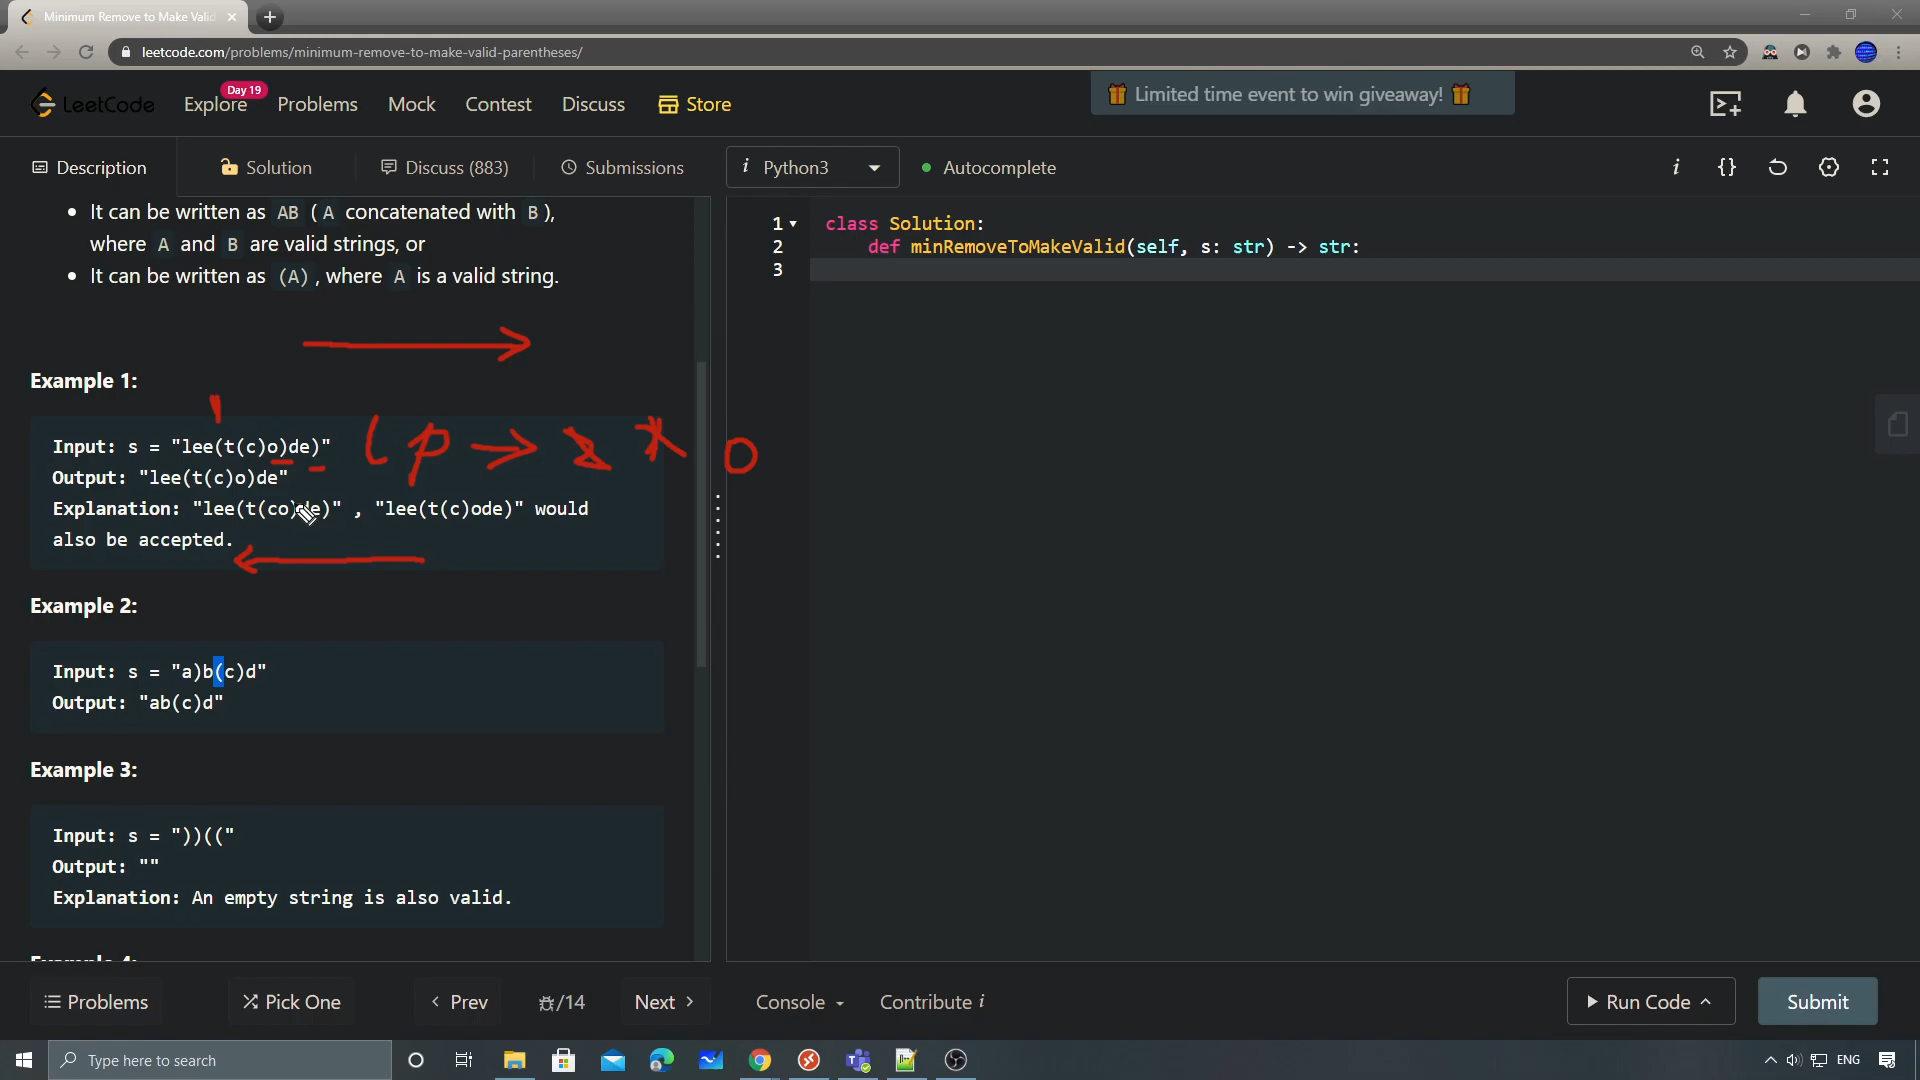 Minimum Remove to Make Valid
leetcode.com/problems/minimum-remove-to-make-valid-parentheses/
LeetCode
Explore
Day 19
Problems
Mock
Contest
Discuss
Store
Limited time event to win giveaway!
Description
Solution
Discuss (883)
Submissions
i Python3
Autocomplete
i {}
It can be written as AB (A concatenated with B),
where A and B are valid strings, or
It can be written as (A), where A is a valid string.
Example 1:
Input: s = "lee(t(c)o)de)"
Output: "lee(t(c)o)de"
Explanation: "lee(t(co)de)" , "lee(t(c)ode)" would
also be accepted.
lp → 2 1 0
Example 2:
Input: s = "a)b(c)d"
Output: "ab(c)d"
Example 3:
Input: s = "))(("
Output: ""
Explanation: An empty string is also valid.
1 class Solution:
2 def minRemoveToMakeValid(self, s: str) -> str:
3
Problems
Pick One
Prev
/14
Next
Console
Contribute i
Run Code
Submit
Type here to search
ENG